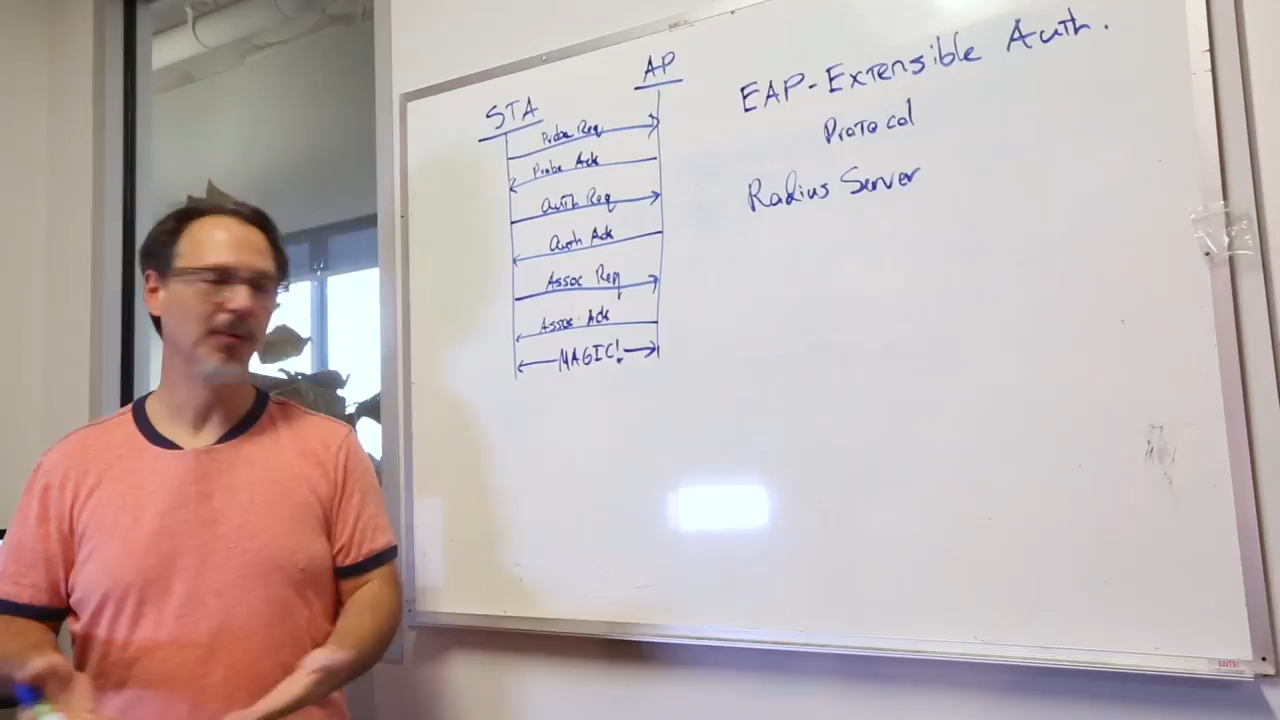 STA
AP
Probe Req
Probe Ack
Auth Req
Auth Ack
Assoc Req
Assoc Ack
MAGIC!
EAP-Extensible Auth.
Protocol
Radius Server